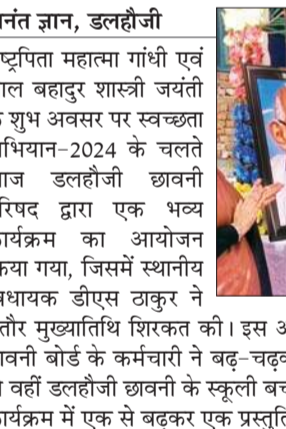 नंत ज्ञान, डलहौजी
ष्ट्रपिता महात्मा गांधी एवं
ाल बहादुर शास्त्री जयंती
शुभ अवसर पर स्वच्छता
भियान-2024 के चलते
ाज डलहौजी छावनी
रिषद द्वारा एक भव्य
ार्यक्रम का आयोजन
कया गया, जिसमें स्थानीय
धायक डीएस ठाकुर ने
तौर मुख्यातिथि शिरकत की। इस अ
ावनी बोर्ड के कर्मचारी ने बढ़-चढ़क
वहीं डलहौजी छावनी के स्कूली बच
ार्यक्रम में एक से बढ़कर एक प्रस्तुति